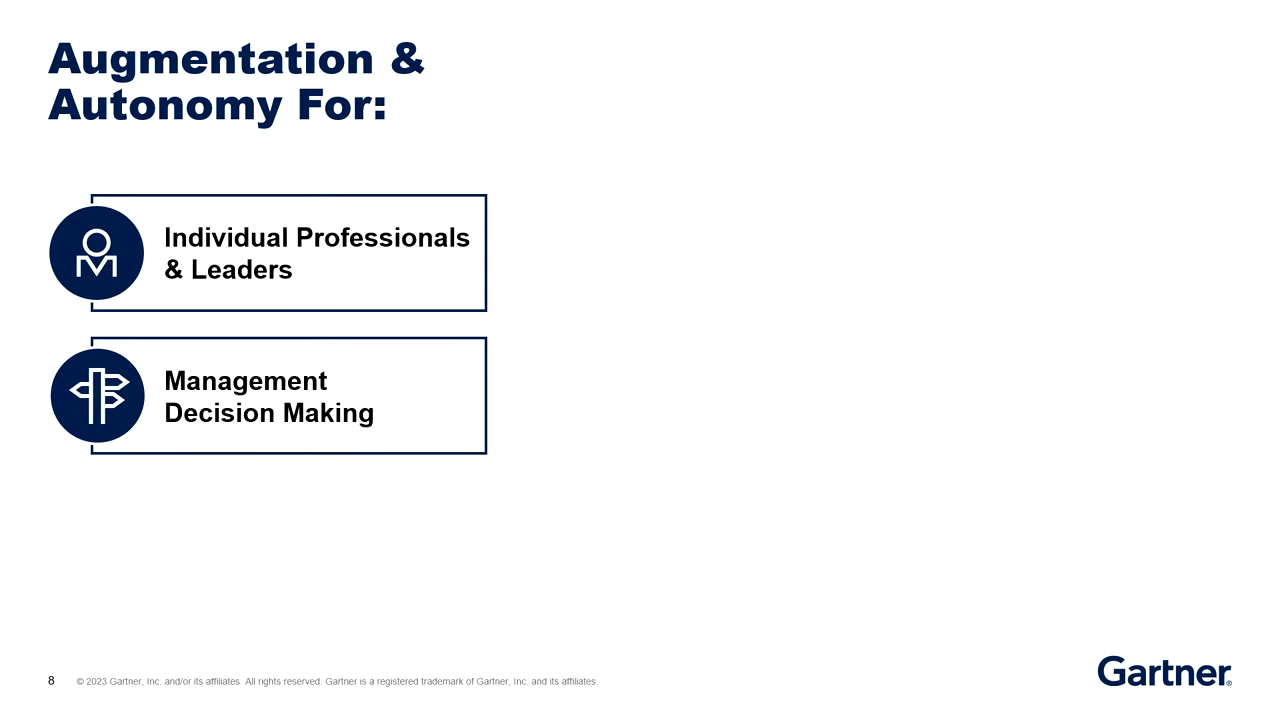 Augmentation &
Autonomy For:
Individual Professionals
& Leaders
Management
Decision Making
8 © 2023 Gartner, Inc. and/or its affiliates. All rights reserved. Gartner is a registered trademark of Gartner, Inc. and its affiliates.
Gartner®